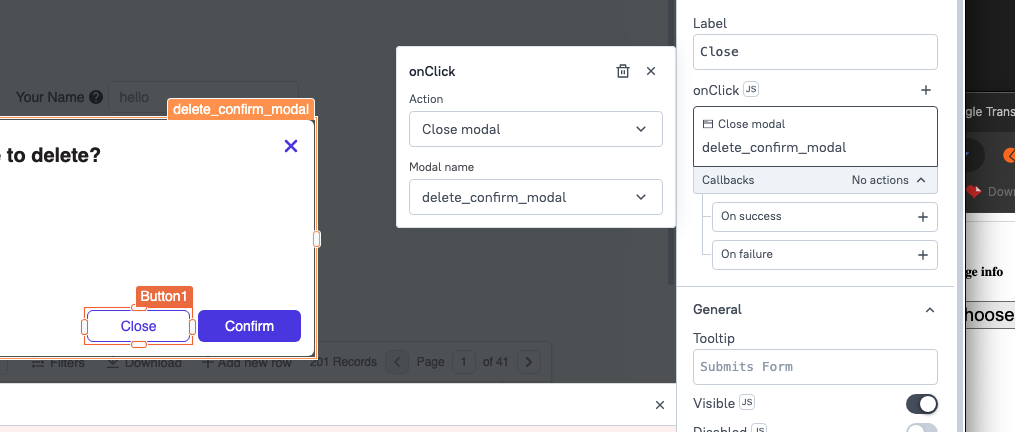 Your Name ?
hello
delete_confirm_modal
e to delete?
Button1
Close
Confirm
Filters
Download
Add new row
201 Records
Page
1
of 41
onClick
Action
Close modal
Modal name
delete_confirm_modal
Label
Close
onClick JS
Close modal
delete_confirm_modal
Callbacks
No actions
On success
On failure
General
Tooltip
Submits Form
Visible JS
Disabled JS
gle Trans
Down
ge info
hoose